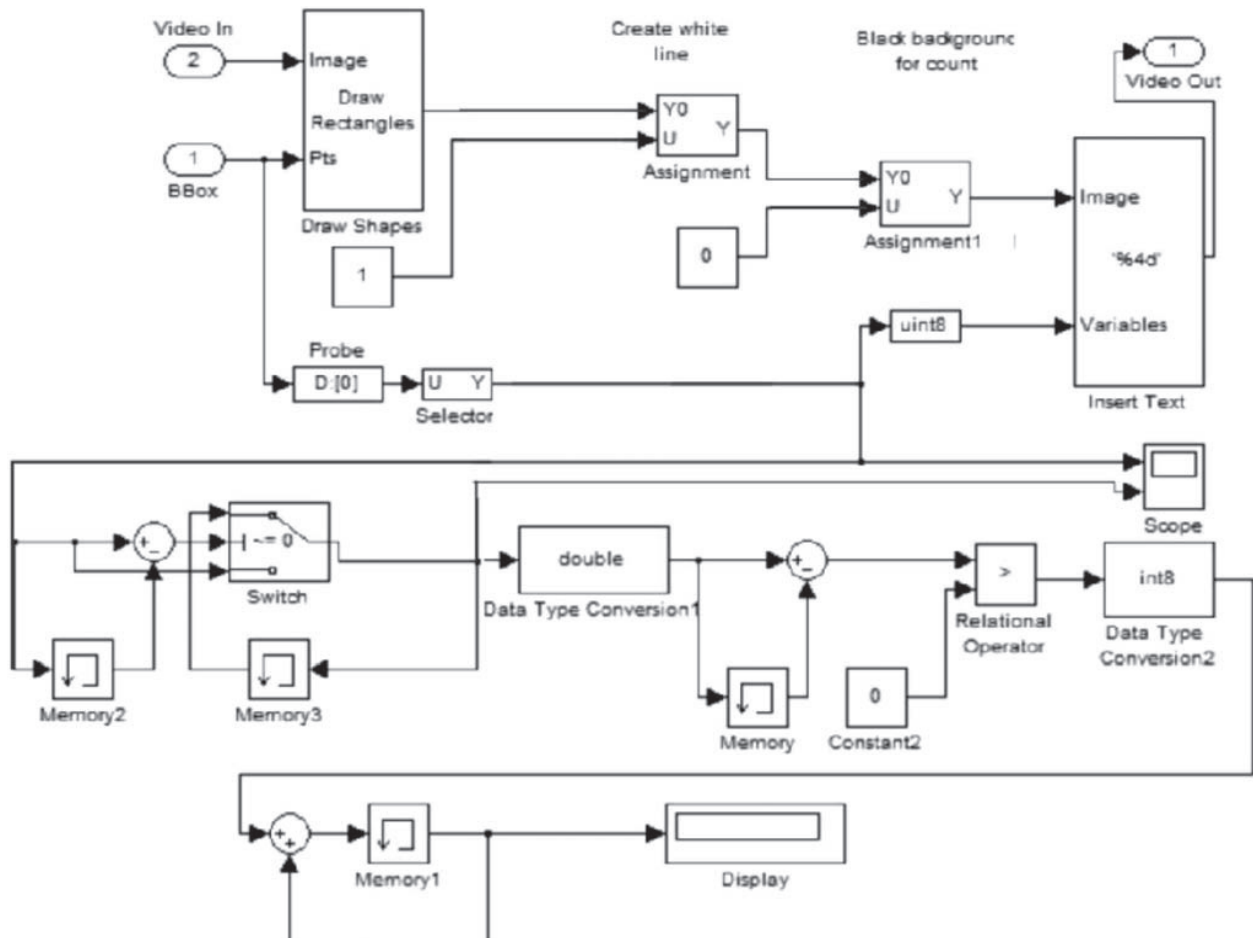 Video In
2
Image
Draw
Rectangles
1
Pts
BBox
Draw Shapes
Create white
line
Y0
U
Y
Assignment
1
Black background
for count
Y0
U
Y
Assignment1
0
1
Video Out
Image
'%4d'
Variables
Insert Text
uint8
Probe
D:[0]
U Y
Selector
Scope
+
-
| ~= 0
Switch
double
Data Type Conversion1
+
-
>
Relational
Operator
int8
Data Type
Conversion2
Memory2
Memory3
Memory
0
Constant2
+
+
Memory1
Display